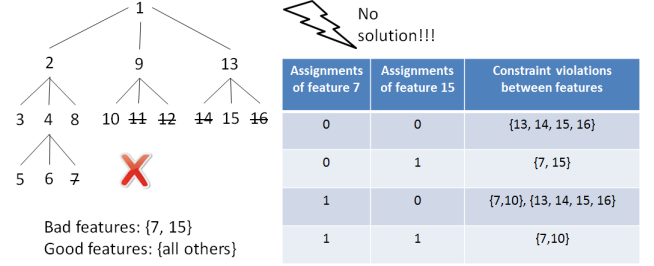 1
2 9 13
3 4 8 10 11 12 14 15 16
5 6 7
Bad features: {7, 15}
Good features: {all others}
No
solution!!!
Assignments of feature 7 Assignments of feature 15 Constraint violations between features
0 0 {13, 14, 15, 16}
0 1 {7, 15}
1 0 {7,10}, {13, 14, 15, 16}
1 1 {7,10}